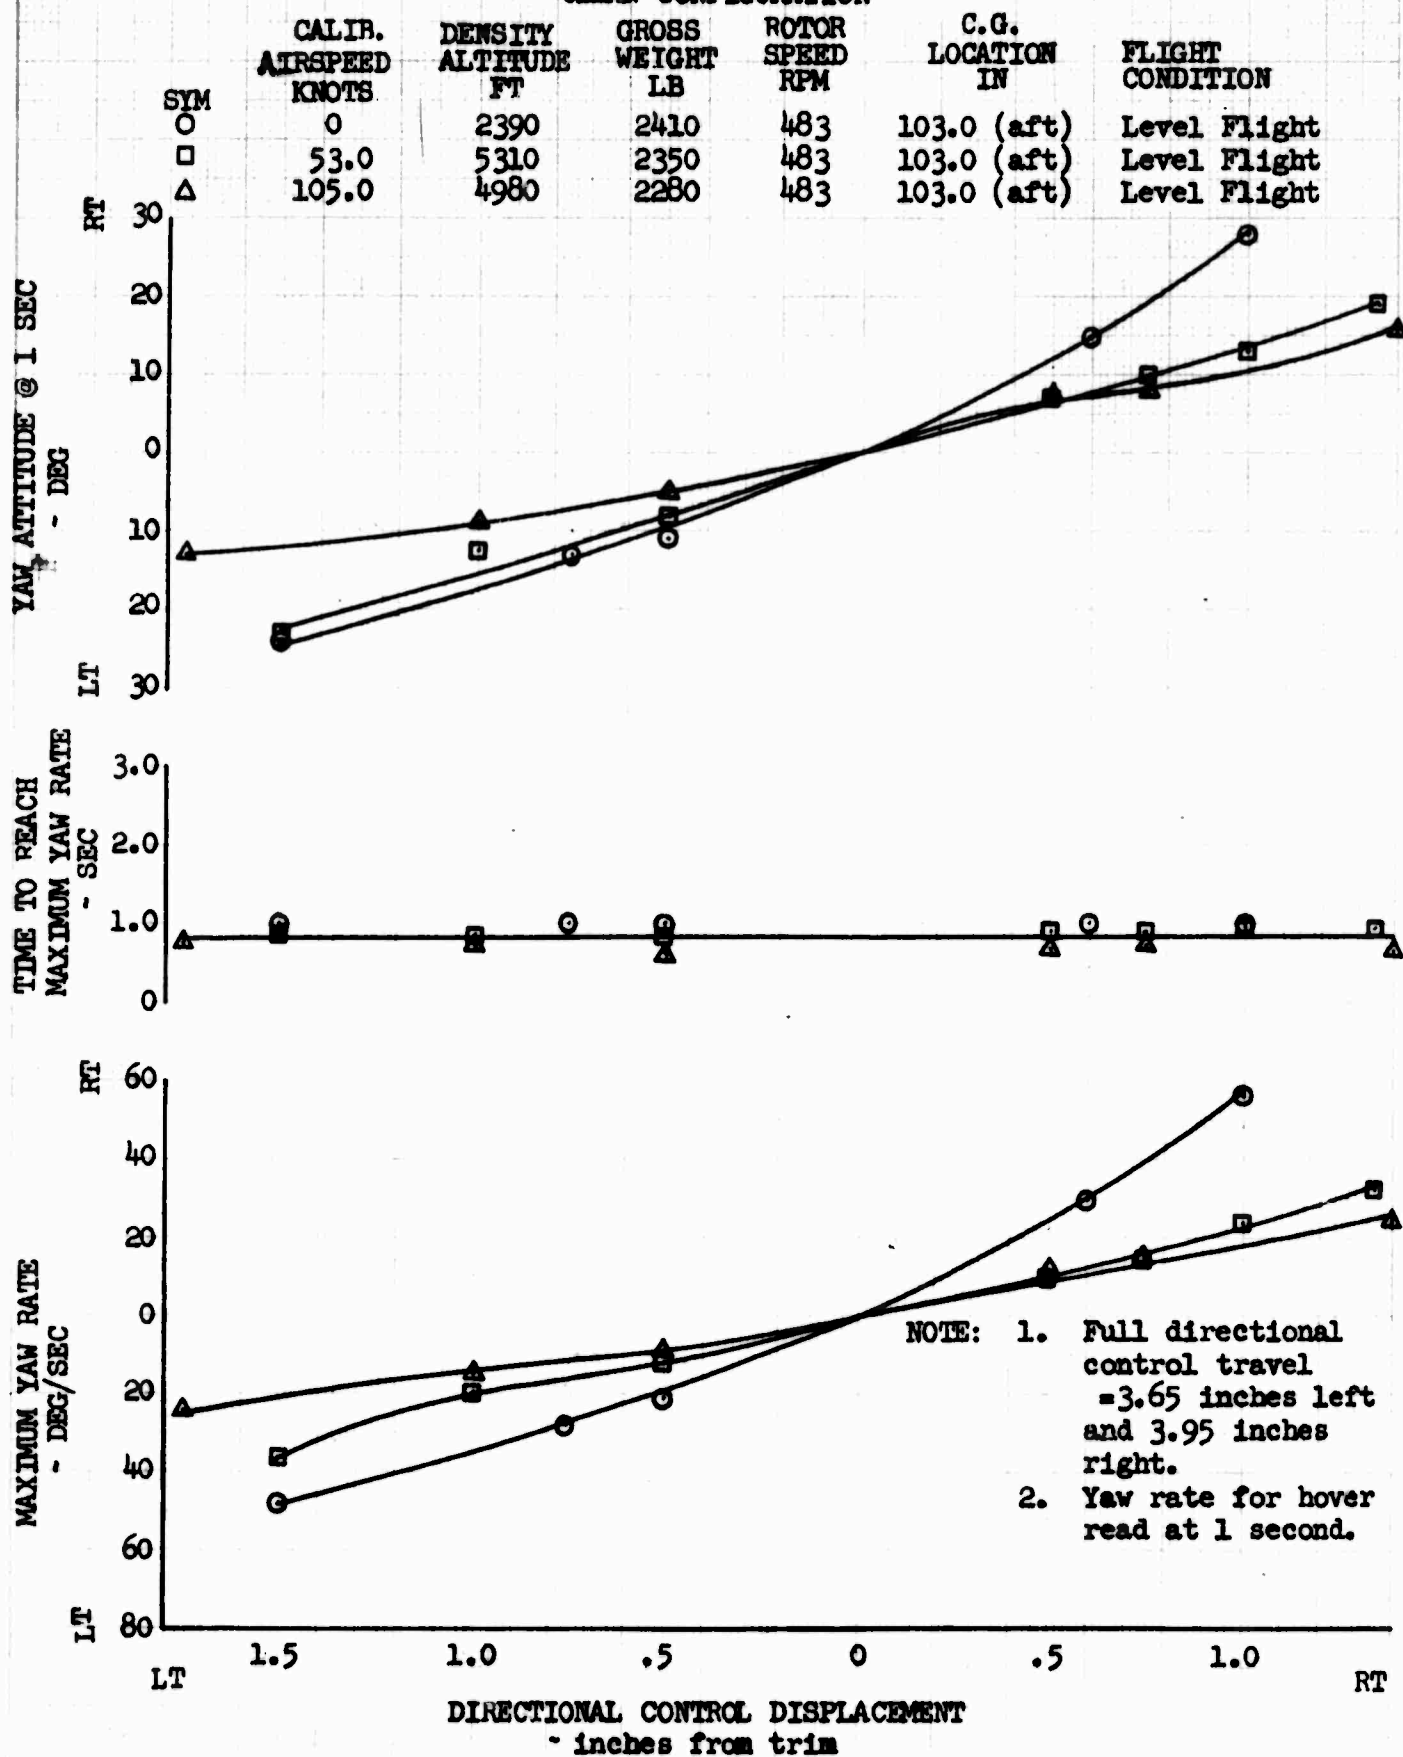 CALIB. DENSITY GROSS ROTOR C.G.
AIRSPEED ALTITUDE WEIGHT SPEED LOCATION FLIGHT
SYM KNOTS FT LB RPM IN CONDITION
0 2390 2410 483 103.0 (aft) Level Flight
53.0 5310 2350 483 103.0 (aft) Level Flight
105.0 4980 2280 483 103.0 (aft) Level Flight
RT
30
20
10
0
10
20
30
LT
YAW ATTITUDE @ 1 SEC
~ DEG
3.0
2.0
1.0
0
TIME TO REACH
MAXIMUM YAW RATE
~ SEC
RT
60
40
20
0
20
40
60
80
LT
MAXIMUM YAW RATE
~ DEG/SEC
NOTE: 1. Full directional
control travel
=3.65 inches left
and 3.95 inches
right.
2. Yaw rate for hover
read at 1 second.
1.5 1.0 .5 0 .5 1.0
LT RT
DIRECTIONAL CONTROL DISPLACEMENT
~ inches from trim